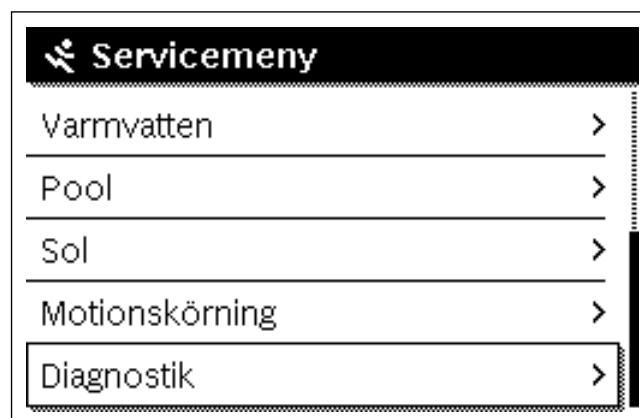 Servicemeny
Varmvatten
Pool
Sol
Motionskörning
Diagnostik